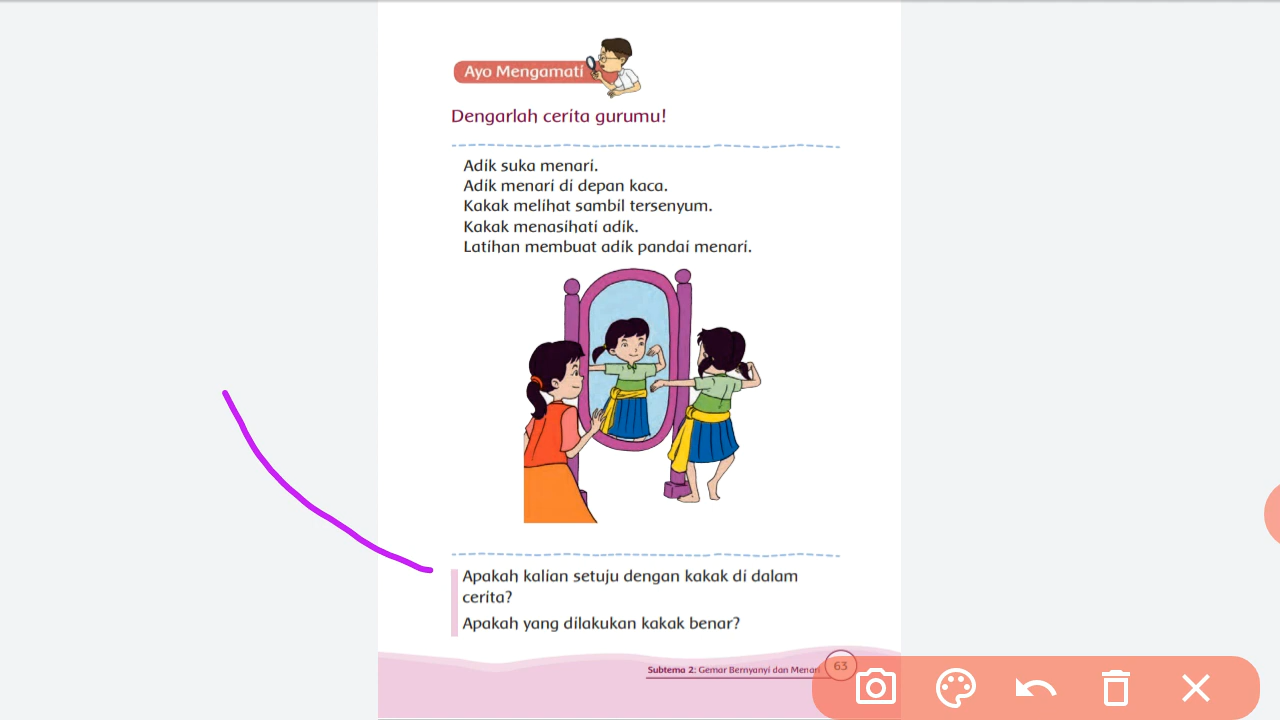 Ayo Mengamati
Dengarlah cerita gurumu!
Adik suka menari.
Adik menari di depan kaca.
Kakak melihat sambil tersenyum.
Kakak menasihati adik.
Latihan membuat adik pandai menari.
Apakah kalian setuju dengan kakak di dalam
cerita?
Apakah yang dilakukan kakak benar?
Subtema 2: Gemar Bernyanyi dan Menari
63